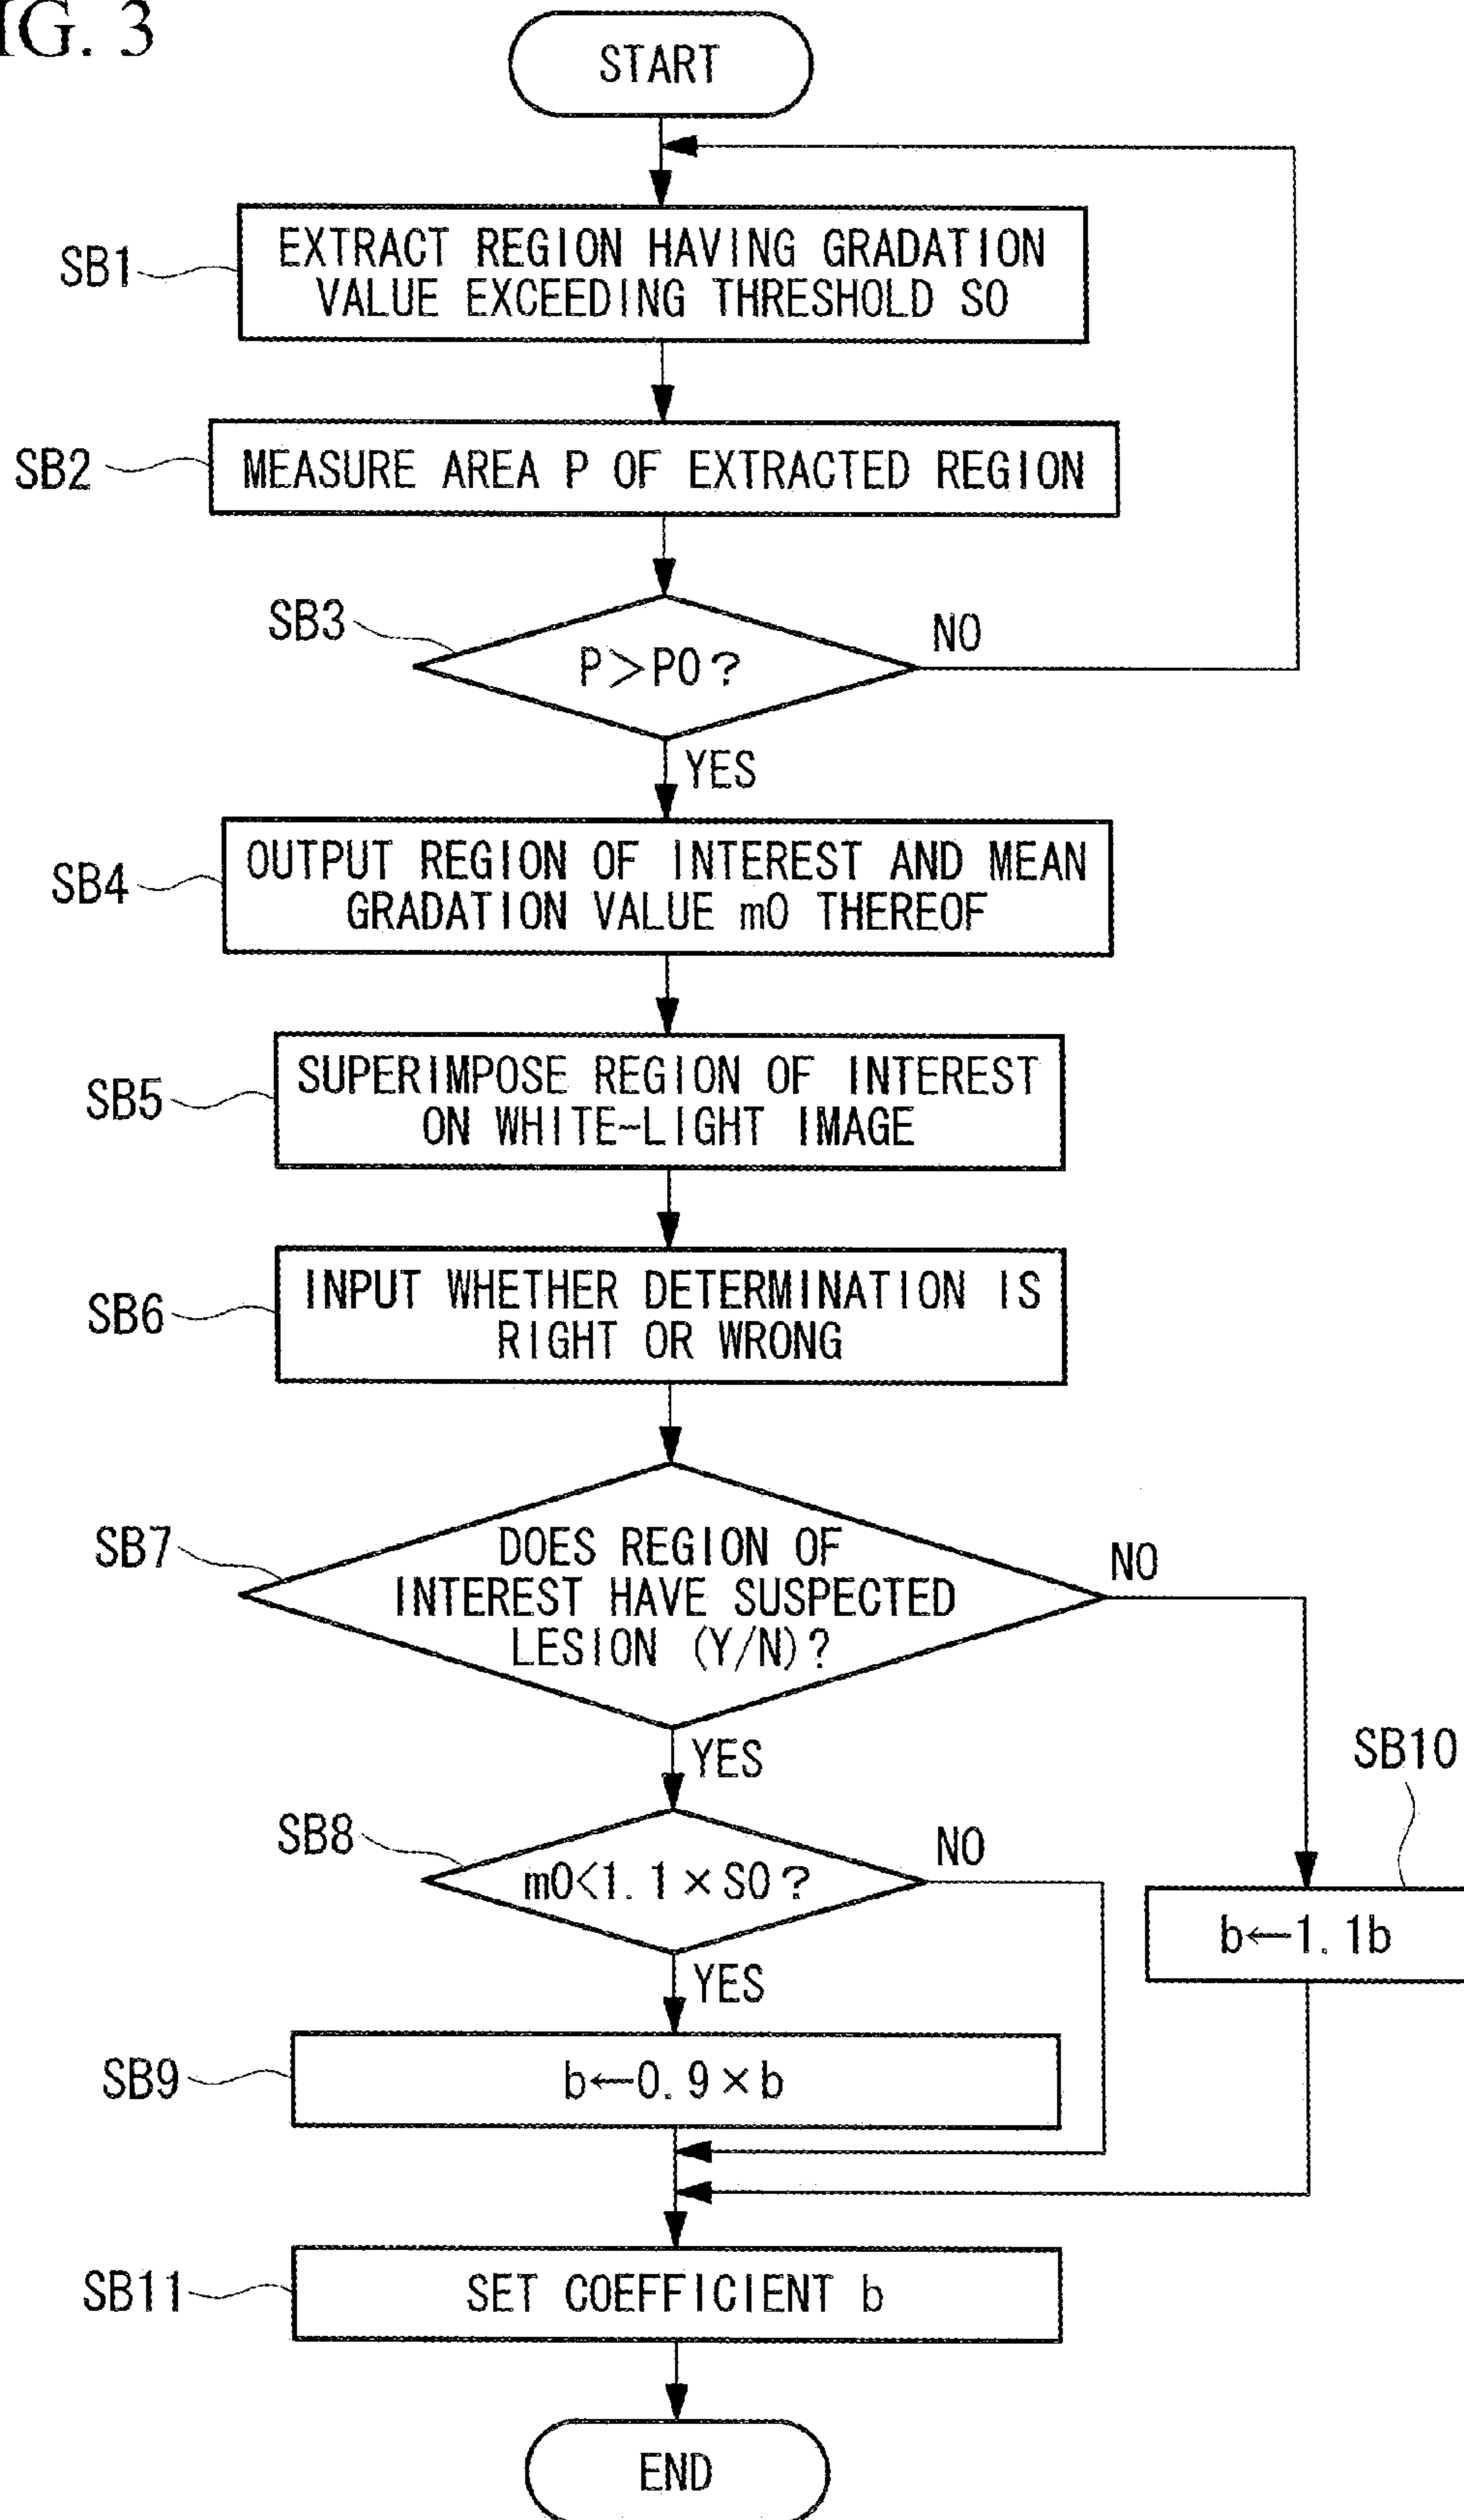 IG. 3
START
SB1
EXTRACT REGION HAVING GRADATION
VALUE EXCEEDING THRESHOLD S0
SB2
MEASURE AREA P OF EXTRACTED REGION
SB3
P>P0?
NO
YES
SB4
OUTPUT REGION OF INTEREST AND MEAN
GRADATION VALUE m0 THEREOF
SB5
SUPERIMPOSE REGION OF INTEREST
ON WHITE-LIGHT IMAGE
SB6
INPUT WHETHER DETERMINATION IS
RIGHT OR WRONG
SB7
DOES REGION OF
INTEREST HAVE SUSPECTED
LESION (Y/N)?
NO
YES
SB10
SB8
m0<1.1×S0?
NO
b←1.1b
YES
SB9
b←0.9×b
SB11
SET COEFFICIENT b
END